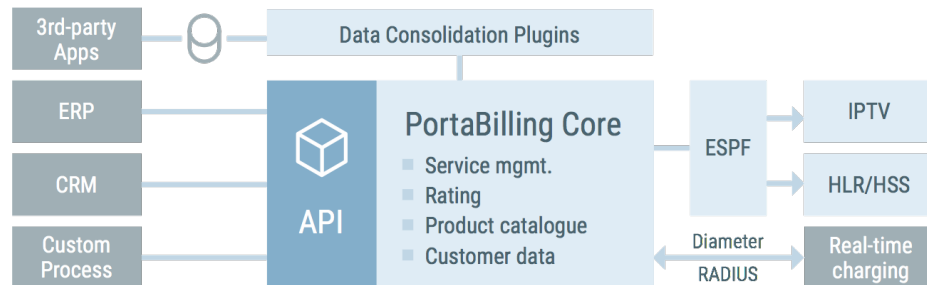 3rd-party
Apps
Data Consolidation Plugins
ERP
CRM
Custom
Process
API
PortaBilling Core
Service mgmt.
Rating
Product catalogue
Customer data
ESPF
IPTV
HLR/HSS
Diameter
RADIUS
Real-time
charging